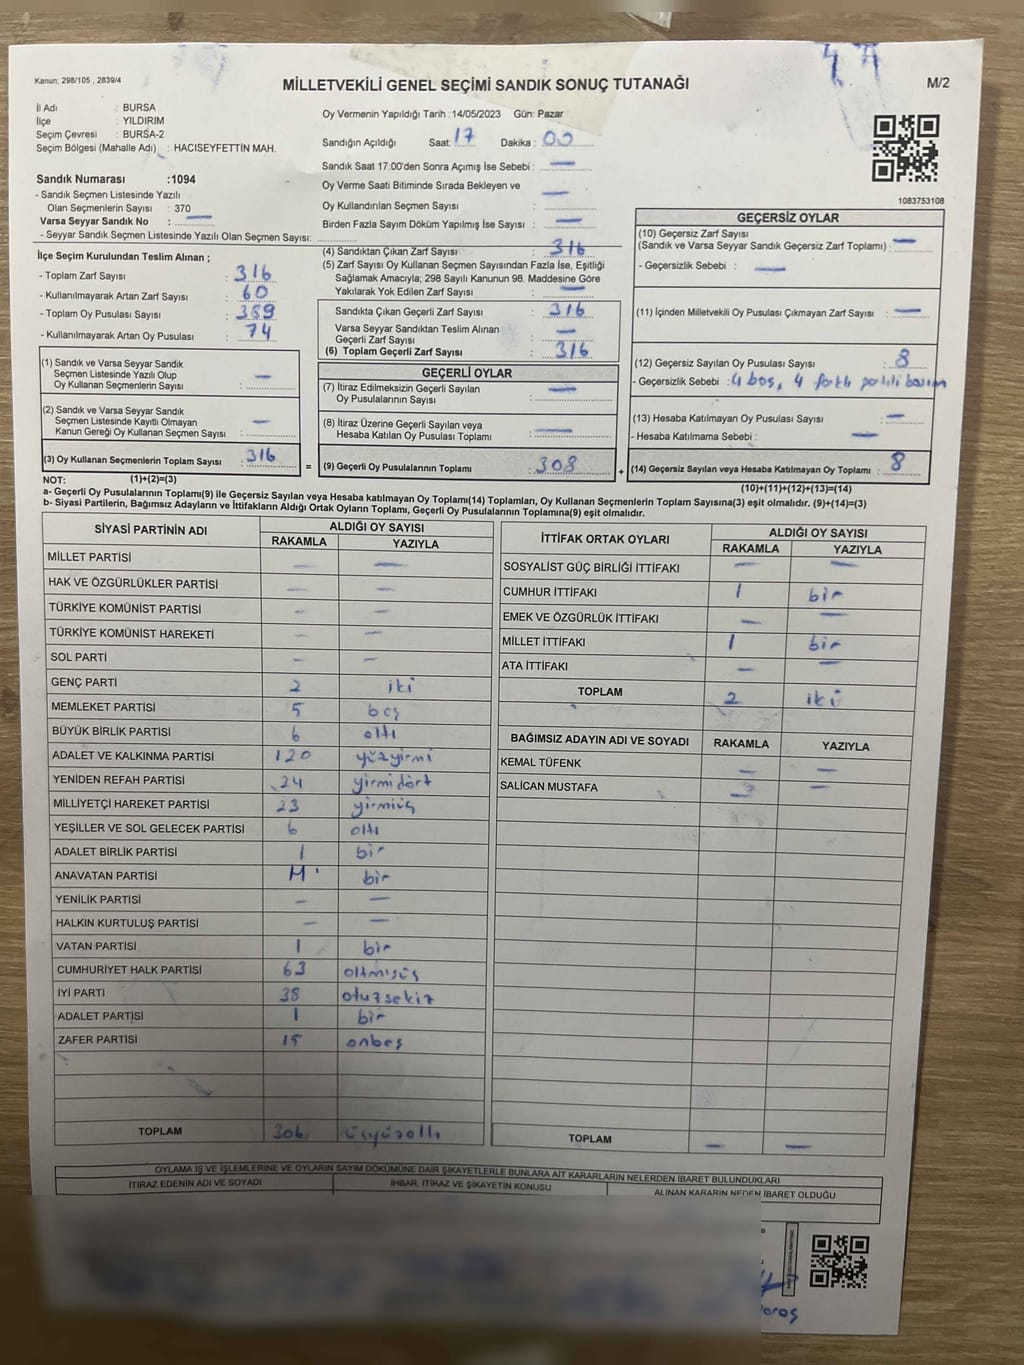 Kanun; 298/105 , 2839/4
MİLLETVEKİLİ GENEL SEÇİMİ SANDIK SONUÇ TUTANAĞI
M/2
İl Adı : BURSA
İlçe : YILDIRIM
Seçim Çevresi : BURSA-2
Seçim Bölgesi (Mahalle Adı) : HACISEYFETTİN MAH.
Oy Vermenin Yapıldığı Tarih :14/05/2023 Gün: Pazar
Sandığın Açıldığı Saat: 17 Dakika : 00
Sandık Saat 17:00'den Sonra Açımış İse Sebebi : —
Oy Verme Saati Bitiminde Sırada Bekleyen ve
Oy Kullandırılan Seçmen Sayısı : —
Birden Fazla Sayım Döküm Yapılmış İse Sayısı : —
1083753108
Sandık Numarası :1094
- Sandık Seçmen Listesinde Yazılı
Olan Seçmenlerin Sayısı : 370
Varsa Seyyar Sandık No : —
- Seyyar Sandık Seçmen Listesinde Yazılı Olan Seçmen Sayısı:
İlçe Seçim Kurulundan Teslim Alınan ;
- Toplam Zarf Sayısı : 316
- Kullanılmayarak Artan Zarf Sayısı : 60
- Toplam Oy Pusulası Sayısı : 389
- Kullanılmayarak Artan Oy Pusulası : 74
(4) Sandıktan Çıkan Zarf Sayısı : 316
(5) Zarf Sayısı Oy Kullanan Seçmen Sayısından Fazla İse, Eşitliği
Sağlamak Amacıyla; 298 Sayılı Kanunun 98. Maddesine Göre
Yakılarak Yok Edilen Zarf Sayısı : —
Sandıkta Çıkan Geçerli Zarf Sayısı : 316
Varsa Seyyar Sandıktan Teslim Alınan
Geçerli Zarf Sayısı : —
(6) Toplam Geçerli Zarf Sayısı : 316
GEÇERSİZ OYLAR
(10) Geçersiz Zarf Sayısı
(Sandık ve Varsa Seyyar Sandık Geçersiz Zarf Toplamı) : —
- Geçersizlik Sebebi : —
(11) İçinden Milletvekili Oy Pusulası Çıkmayan Zarf Sayısı : —
(12) Geçersiz Sayılan Oy Pusulası Sayısı : 8
- Geçersizlik Sebebi : 4 boş, 4 farklı partili basım
(13) Hesaba Katılmayan Oy Pusulası Sayısı : —
- Hesaba Katılmama Sebebi : —
(14) Geçersiz Sayılan veya Hesaba Katılmayan Oy Toplamı : 8
(10)+(11)+(12)+(13)=(14)
(1) Sandık ve Varsa Seyyar Sandık
Seçmen Listesinde Yazılı Olup
Oy Kullanan Seçmenlerin Sayısı : —
(2) Sandık ve Varsa Seyyar Sandık
Seçmen Listesinde Kayıtlı Olmayan
Kanun Gereği Oy Kullanan Seçmen Sayısı : —
(3) Oy Kullanan Seçmenlerin Toplam Sayısı : 316
(1)+(2)=(3)
=
GEÇERLİ OYLAR
(7) İtiraz Edilmeksizin Geçerli Sayılan
Oy Pusulalarının Sayısı : —
(8) İtiraz Üzerine Geçerli Sayılan veya
Hesaba Katılan Oy Pusulası Toplamı : —
(9) Geçerli Oy Pusulalarının Toplamı : 308
+
NOT:
a- Geçerli Oy Pusulalarının Toplamı(9) ile Geçersiz Sayılan veya Hesaba katılmayan Oy Toplamı(14) Toplamları, Oy Kullanan Seçmenlerin Toplam Sayısına(3) eşit olmalıdır. (9)+(14)=(3)
b- Siyasi Partilerin, Bağımsız Adayların ve İttifakların Aldığı Ortak Oyların Toplamı, Geçerli Oy Pusulalarının Toplamına(9) eşit olmalıdır.
SİYASİ PARTİNİN ADI ALDIĞI OY SAYISI
RAKAMLA YAZIYLA
MİLLET PARTİSİ — —
HAK VE ÖZGÜRLÜKLER PARTİSİ — —
TÜRKİYE KOMÜNİST PARTİSİ — —
TÜRKİYE KOMÜNİST HAREKETİ — —
SOL PARTİ — —
GENÇ PARTİ 2 iki
MEMLEKET PARTİSİ 5 beş
BÜYÜK BİRLİK PARTİSİ 6 altı
ADALET VE KALKINMA PARTİSİ 120 yüzyirmi
YENİDEN REFAH PARTİSİ 24 yirmidört
MİLLİYETÇİ HAREKET PARTİSİ 23 yirmiüç
YEŞİLLER VE SOL GELECEK PARTİSİ 6 altı
ADALET BİRLİK PARTİSİ 1 bir
ANAVATAN PARTİSİ bir
YENİLİK PARTİSİ — —
HALKIN KURTULUŞ PARTİSİ — —
VATAN PARTİSİ 1 bir
CUMHURİYET HALK PARTİSİ 63 altmışüç
İYİ PARTİ 38 otuzsekiz
ADALET PARTİSİ 1 bir
ZAFER PARTİSİ 15 onbeş
TOPLAM 306 üçyüzaltı
İTTİFAK ORTAK OYLARI ALDIĞI OY SAYISI
RAKAMLA YAZIYLA
SOSYALİST GÜÇ BİRLİĞİ İTTİFAKI — —
CUMHUR İTTİFAKI 1 bir
EMEK VE ÖZGÜRLÜK İTTİFAKI — —
MİLLET İTTİFAKI 1 bir
ATA İTTİFAKI — —
TOPLAM 2 iki
BAĞIMSIZ ADAYIN ADI VE SOYADI RAKAMLA YAZIYLA
KEMAL TÜFENK — —
SALİCAN MUSTAFA — —
TOPLAM — —
OYLAMA İŞ VE İŞLEMLERİNE VE OYLARIN SAYIM DÖKÜMÜNE DAİR ŞİKAYETLERLE BUNLARA AİT KARARLARIN NELERDEN İBARET BULUNDUKLARI
İTİRAZ EDENİN ADI VE SOYADI İHBAR, İTİRAZ VE ŞİKAYETİN KONUSU ALINAN KARARIN NEDEN İBARET OLDUĞU